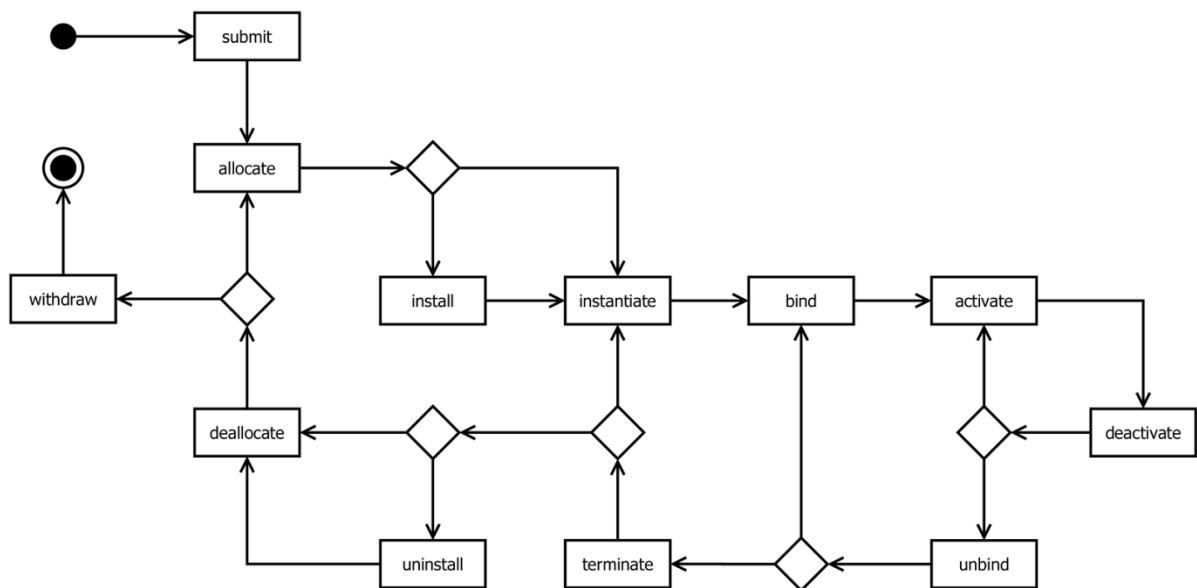 submit
allocate
withdraw
install
instantiate
bind
activate
deallocate
deactivate
uninstall
terminate
unbind